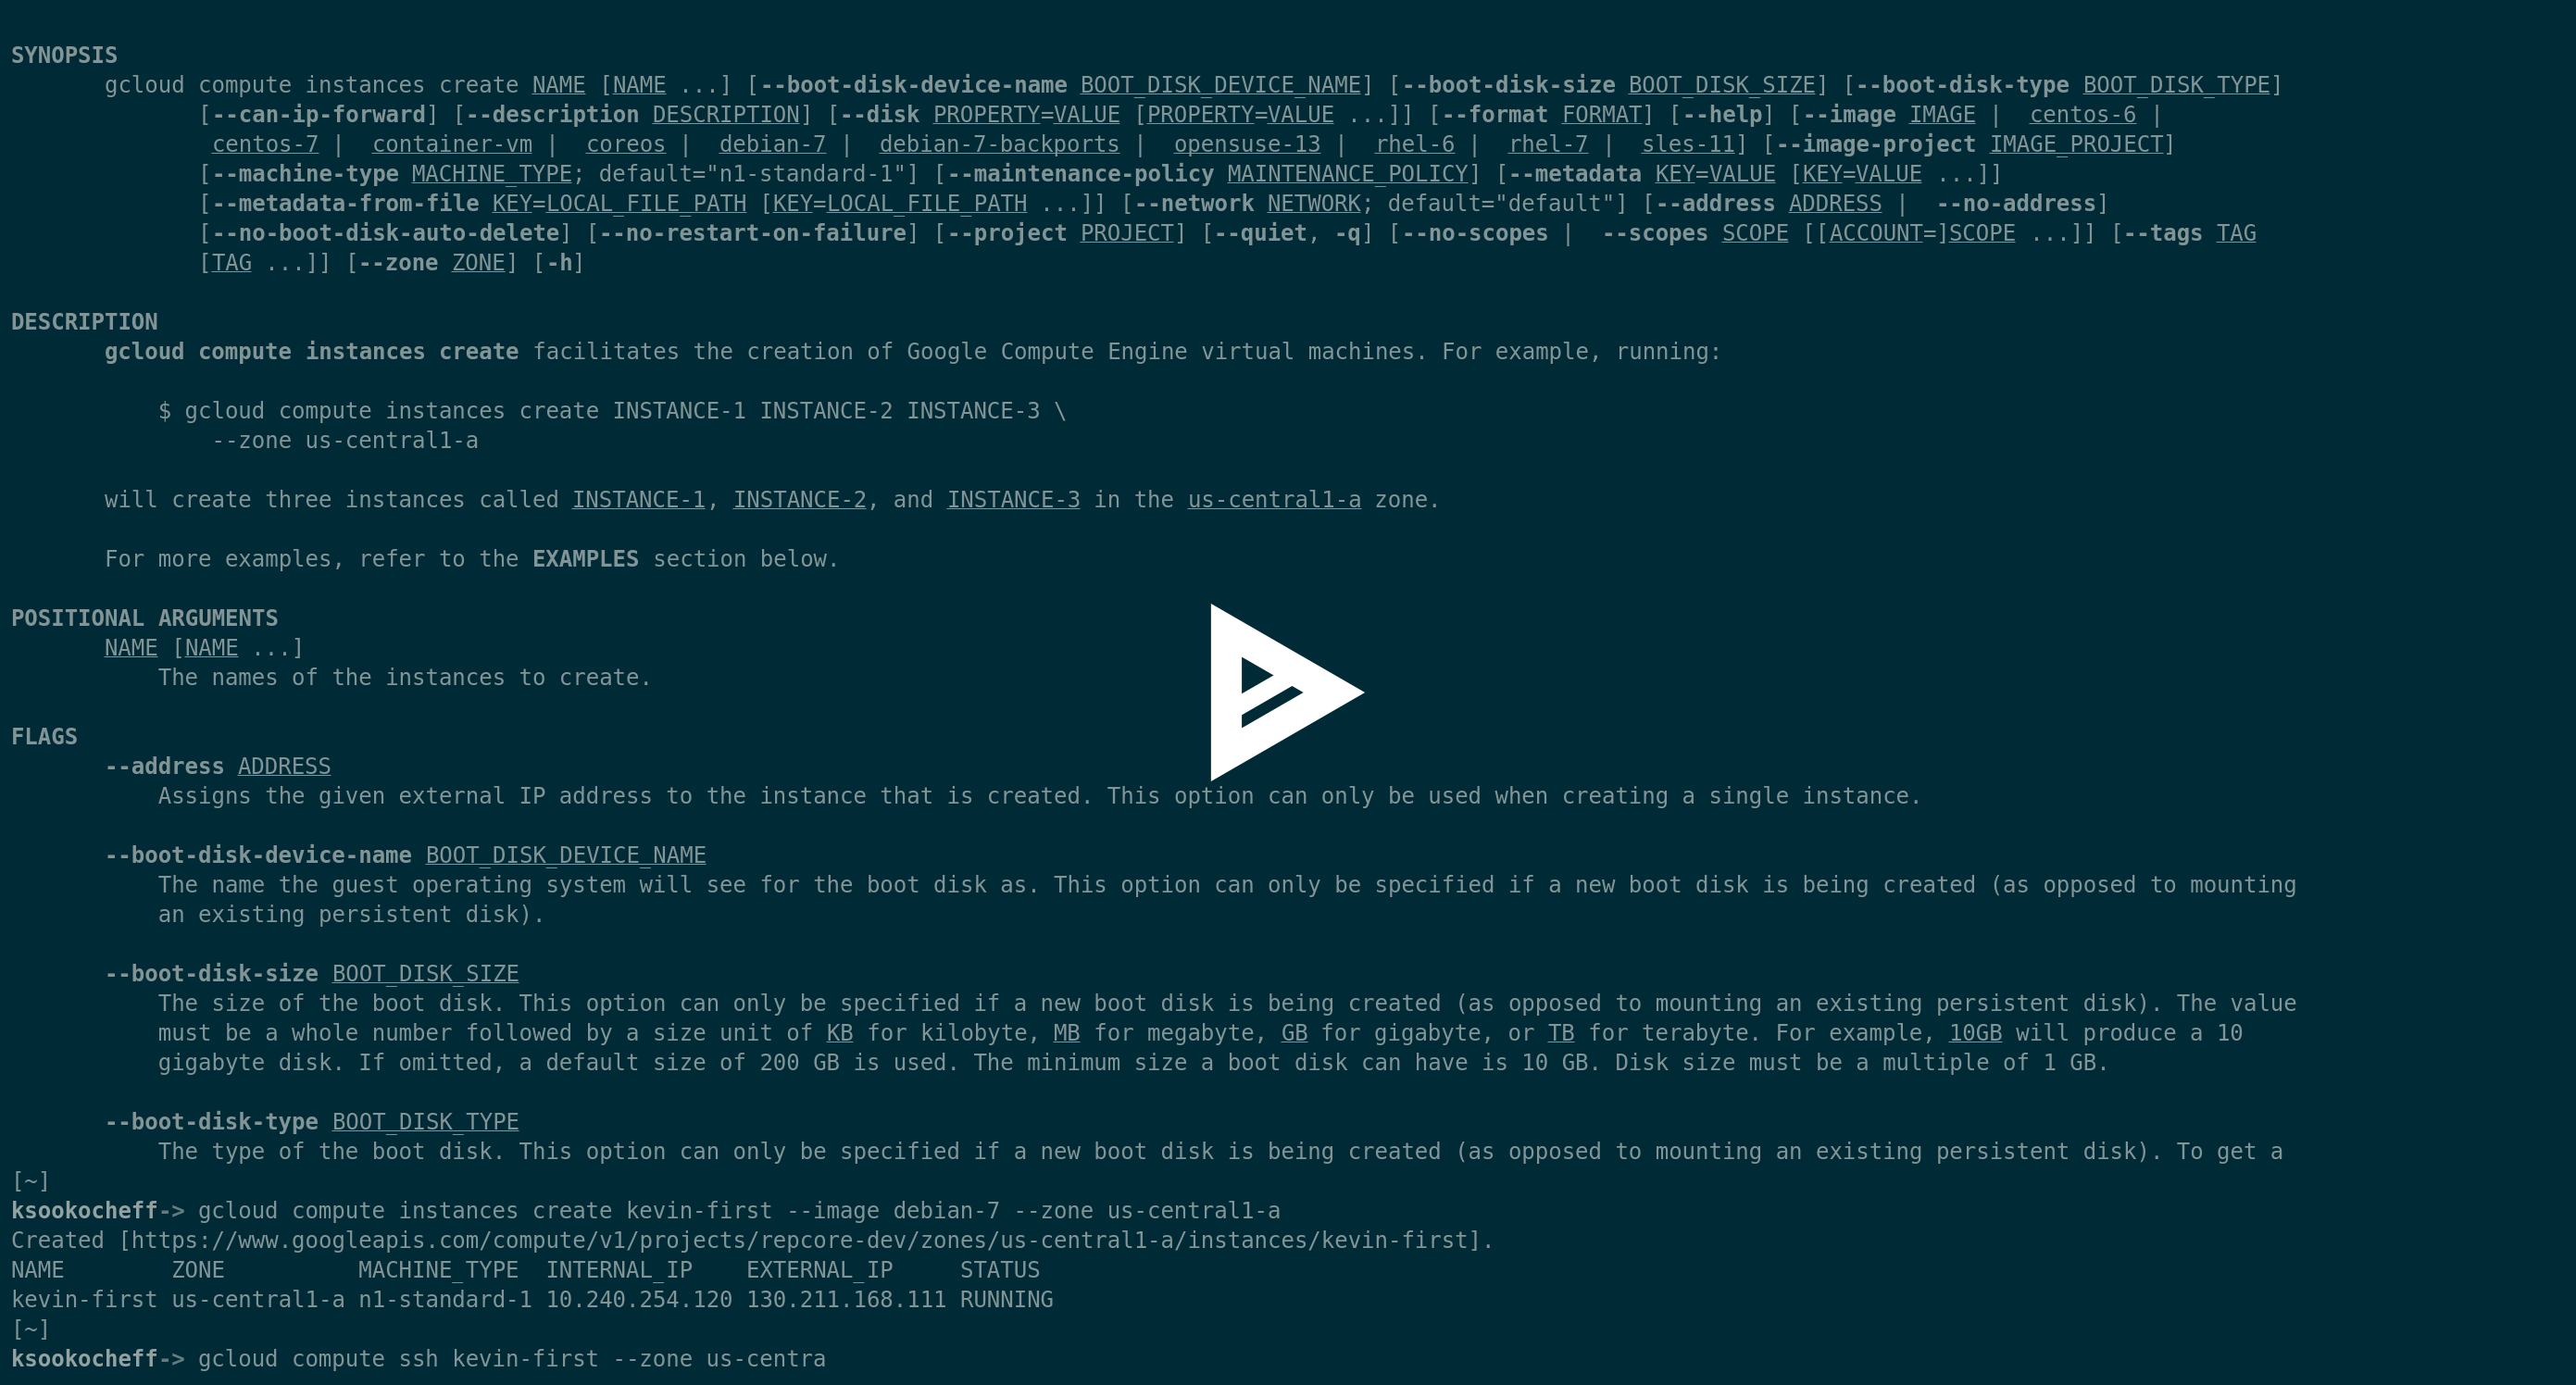 SYNOPSIS
gcloud compute instances create NAME [NAME ...] [--boot-disk-device-name BOOT_DISK_DEVICE_NAME] [--boot-disk-size BOOT_DISK_SIZE] [--boot-disk-type BOOT_DISK_TYPE]
[--can-ip-forward] [--description DESCRIPTION] [--disk PROPERTY=VALUE [PROPERTY=VALUE ...]] [--format FORMAT] [--help] [--image IMAGE |  centos-6 |
centos-7 |  container-vm |  coreos |  debian-7 |  debian-7-backports |  opensuse-13 |  rhel-6 |  rhel-7 |  sles-11] [--image-project IMAGE_PROJECT]
[--machine-type MACHINE_TYPE; default="n1-standard-1"] [--maintenance-policy MAINTENANCE_POLICY] [--metadata KEY=VALUE [KEY=VALUE ...]]
[--metadata-from-file KEY=LOCAL_FILE_PATH [KEY=LOCAL_FILE_PATH ...]] [--network NETWORK; default="default"] [--address ADDRESS |  --no-address]
[--no-boot-disk-auto-delete] [--no-restart-on-failure] [--project PROJECT] [--quiet, -q] [--no-scopes |  --scopes SCOPE [[ACCOUNT=]SCOPE ...]] [--tags TAG
[TAG ...]] [--zone ZONE] [-h]
DESCRIPTION
gcloud compute instances create facilitates the creation of Google Compute Engine virtual machines. For example, running:
$ gcloud compute instances create INSTANCE-1 INSTANCE-2 INSTANCE-3 \
--zone us-central1-a
will create three instances called INSTANCE-1, INSTANCE-2, and INSTANCE-3 in the us-central1-a zone.
For more examples, refer to the EXAMPLES section below.
POSITIONAL ARGUMENTS
NAME [NAME ...]
The names of the instances to create.
FLAGS
--address ADDRESS
Assigns the given external IP address to the instance that is created. This option can only be used when creating a single instance.
--boot-disk-device-name BOOT_DISK_DEVICE_NAME
The name the guest operating system will see for the boot disk as. This option can only be specified if a new boot disk is being created (as opposed to mounting
an existing persistent disk).
--boot-disk-size BOOT_DISK_SIZE
The size of the boot disk. This option can only be specified if a new boot disk is being created (as opposed to mounting an existing persistent disk). The value
must be a whole number followed by a size unit of KB for kilobyte, MB for megabyte, GB for gigabyte, or TB for terabyte. For example, 10GB will produce a 10
gigabyte disk. If omitted, a default size of 200 GB is used. The minimum size a boot disk can have is 10 GB. Disk size must be a multiple of 1 GB.
--boot-disk-type BOOT_DISK_TYPE
The type of the boot disk. This option can only be specified if a new boot disk is being created (as opposed to mounting an existing persistent disk). To get a
[~]
ksookocheff-> gcloud compute instances create kevin-first --image debian-7 --zone us-central1-a
Created [https://www.googleapis.com/compute/v1/projects/repcore-dev/zones/us-central1-a/instances/kevin-first].
NAME        ZONE          MACHINE_TYPE  INTERNAL_IP    EXTERNAL_IP     STATUS
kevin-first us-central1-a n1-standard-1 10.240.254.120 130.211.168.111 RUNNING
[~]
ksookocheff-> gcloud compute ssh kevin-first --zone us-centra